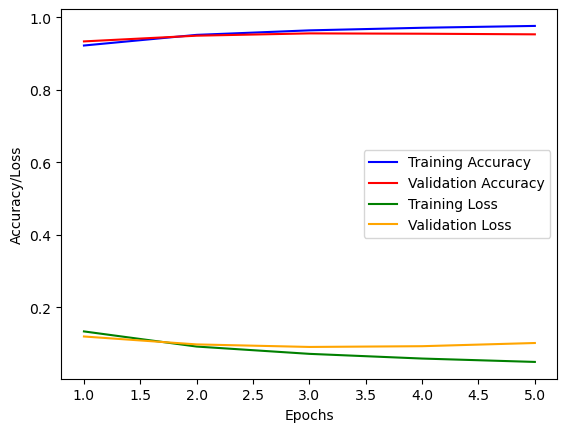 1.0
0.8
0.6
0.4
0.2
Accuracy/Loss
Training Accuracy
Validation Accuracy
Training Loss
Validation Loss
1.0 1.5 2.0 2.5 3.0 3.5 4.0 4.5 5.0
Epochs